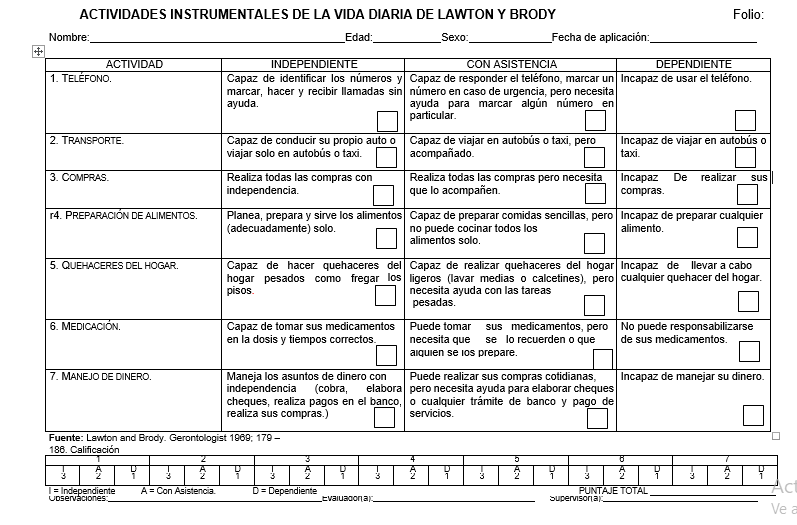 ACTIVIDADES INSTRUMENTALES DE LA VIDA DIARIA DE LAWTON Y BRODY Folio:
Nombre: Edad: Sexo: Fecha de aplicación:
ACTIVIDAD INDEPENDIENTE CON ASISTENCIA DEPENDIENTE
1. TELÉFONO.
Capaz de identificar los números y
marcar, hacer y recibir llamadas sin
ayuda.
Capaz de responder el teléfono, marcar un
número en caso de urgencia, pero necesita
ayuda para marcar algún número en
particular.
Incapaz de usar el teléfono.
2. TRANSPORTE.
Capaz de conducir su propio auto o
viajar solo en autobús o taxi.
Capaz de viajar en autobús o taxi, pero
acompañado.
Incapaz de viajar en autobús o
taxi.
3. COMPRAS.
Realiza todas las compras con
independencia.
Realiza todas las compras pero necesita
que lo acompañen.
Incapaz De realizar sus
compras.
r4. PREPARACIÓN DE ALIMENTOS.
Planea, prepara y sirve los alimentos
(adecuadamente) solo.
Capaz de preparar comidas sencillas, pero
no puede cocinar todos los
alimentos solo.
Incapaz de preparar cualquier
alimento.
5. QUEHACERES DEL HOGAR.
Capaz de hacer quehaceres del
hogar pesados como fregar los
pisos.
Capaz de realizar quehaceres del hogar
ligeros (lavar medias o calcetines), pero
necesita ayuda con las tareas
pesadas.
Incapaz de llevar a cabo
cualquier quehacer del hogar.
6. MEDICACIÓN.
Capaz de tomar sus medicamentos
en la dosis y tiempos correctos.
Puede tomar sus medicamentos, pero
necesita que se lo recuerden o que
alguien se los prepare.
No puede responsabilizarse
de sus medicamentos.
7. MANEJO DE DINERO.
Maneja los asuntos de dinero con
independencia (cobra, elabora
cheques, realiza pagos en el banco,
realiza sus compras.)
Puede realizar sus compras cotidianas,
pero necesita ayuda para elaborar cheques
o cualquier trámite de banco y pago de
servicios.
Incapaz de manejar su dinero.
Fuente: Lawton and Brody. Gerontologist 1969; 179 –
186. Calificación
1 2 3 4 5 6 7
I A D I A D I A D I A D I A D I A D I A D
3 2 1 3 2 1 3 2 1 3 2 1 3 2 1 3 2 1 3 2 1
I = Independiente A = Con Asistencia. D = Dependiente PUNTAJE TOTAL
Observaciones: Evaluador(a): Supervisor(a):
Act
Ve a